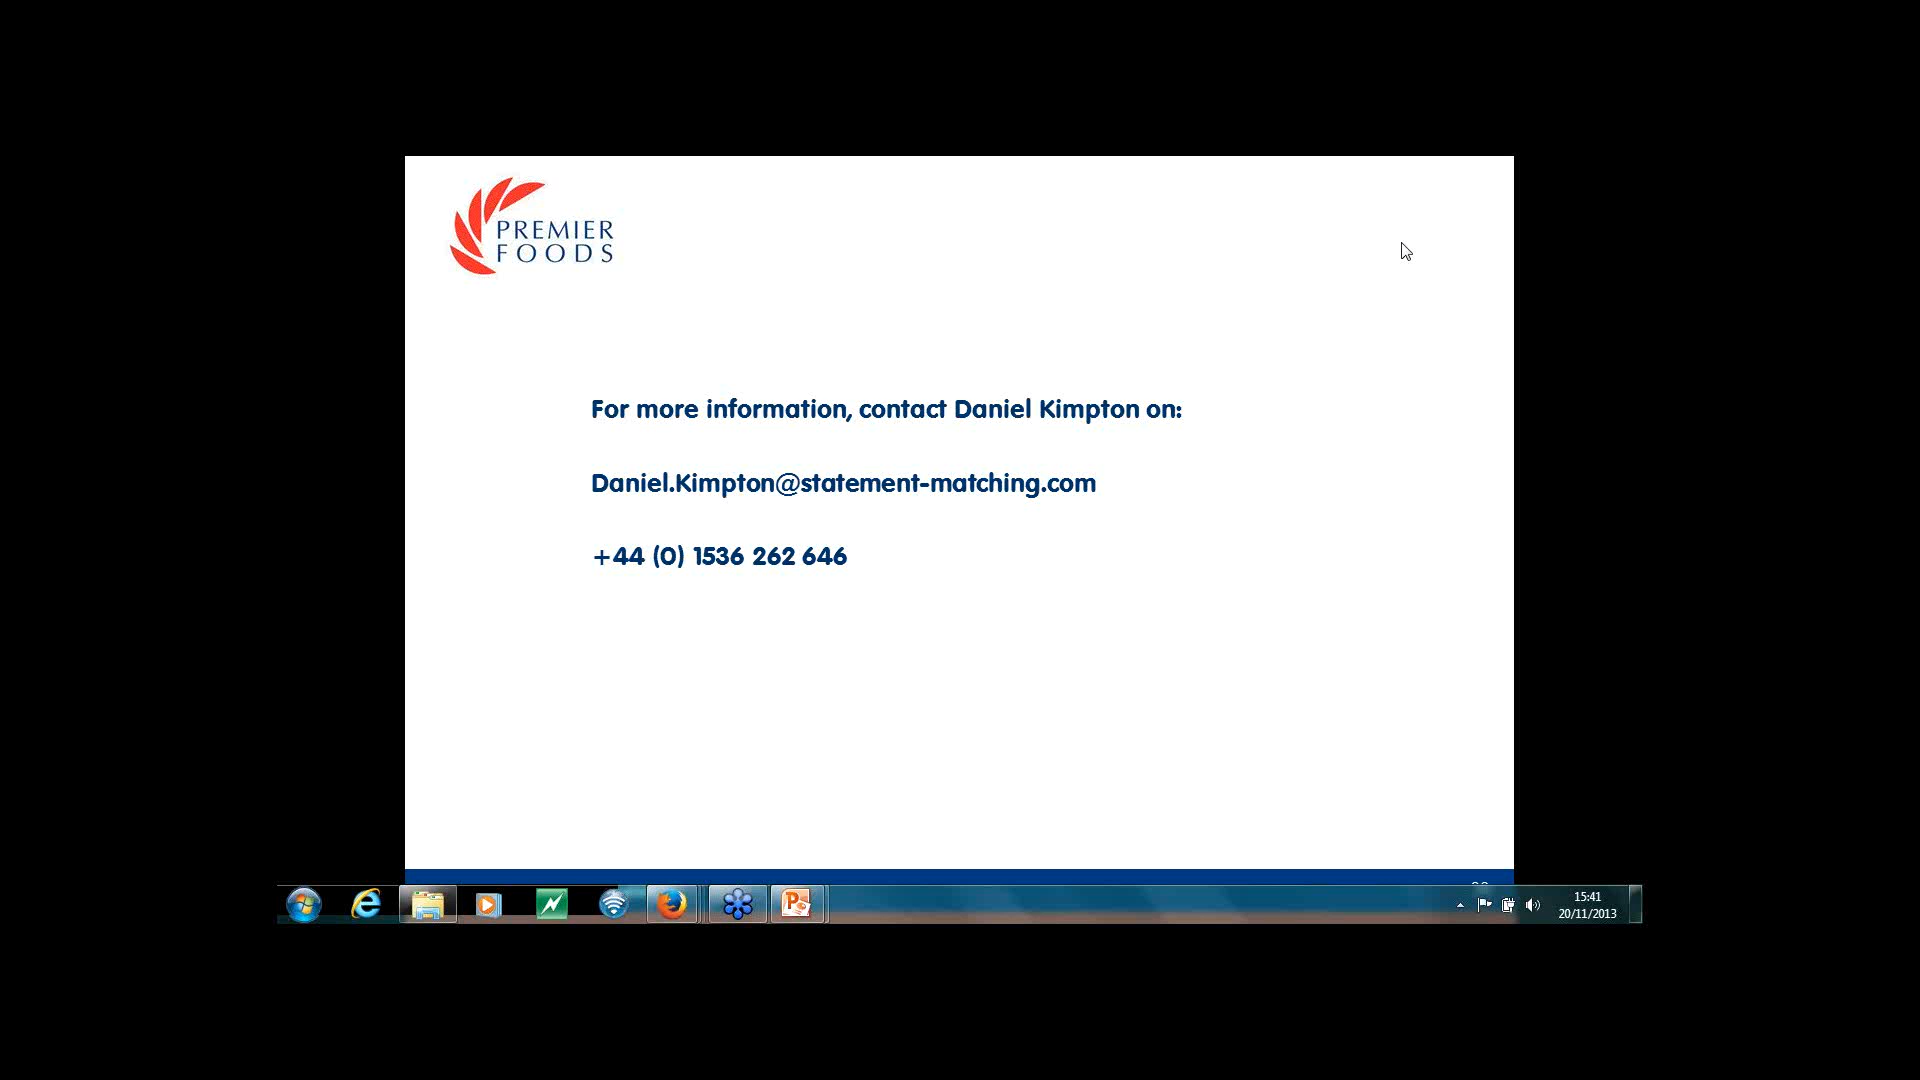 PREMIER
FOODS
For more information, contact Daniel Kimpton on:
Daniel.Kimpton@statement-matching.com
+44 (0) 1536 262 646
15:41
20/11/2013